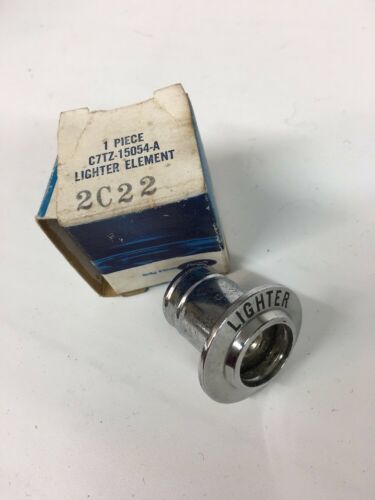 1 PIECE
C7TZ-15054-A
LIGHTER ELEMENT
2C22
LIGHTER